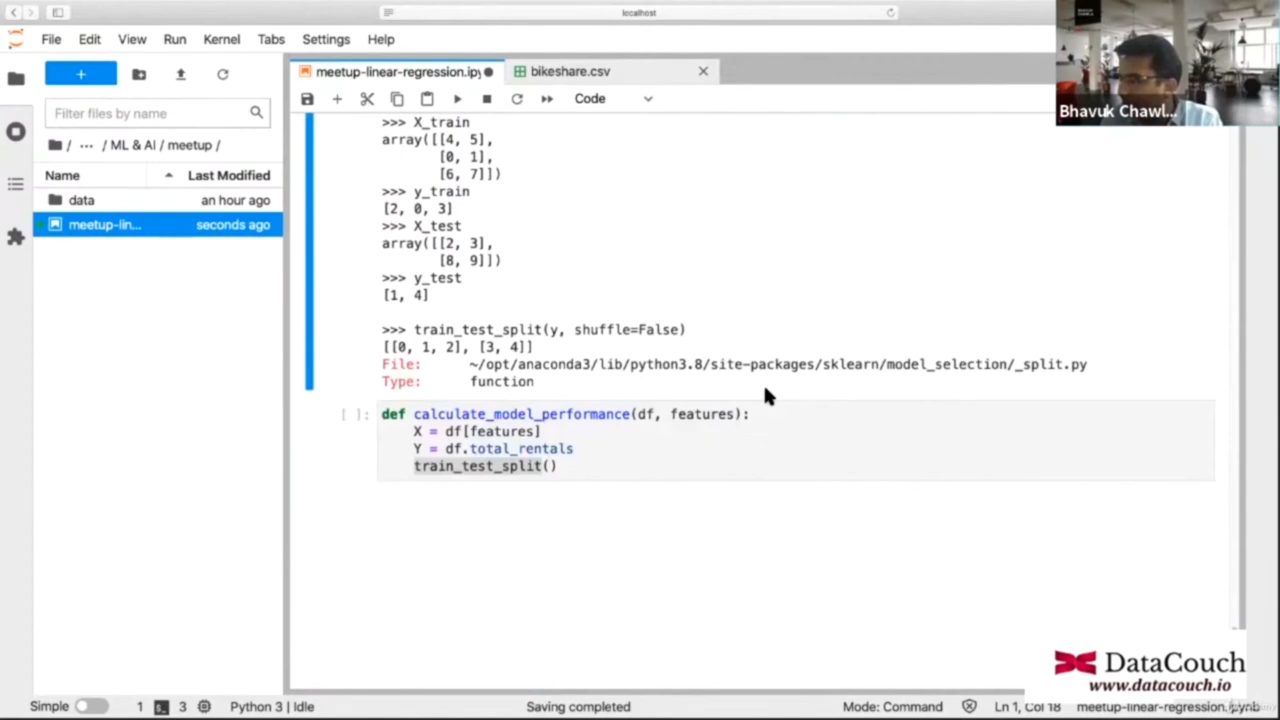 localhost
File Edit View Run Kernel Tabs Settings Help
meetup-linear-regression.ipy
bikeshare.csv
Code
Filter files by name
/ ··· / ML & AI / meetup /
Name Last Modified
data an hour ago
meetup-lin... seconds ago
>>> X_train
array([[4, 5],
[0, 1],
[6, 7]])
>>> y_train
[2, 0, 3]
>>> X_test
array([[2, 3],
[8, 9]])
>>> y_test
[1, 4]
>>> train_test_split(y, shuffle=False)
[[0, 1, 2], [3, 4]]
File: ~/opt/anaconda3/lib/python3.8/site-packages/sklearn/model_selection/_split.py
Type: function
[ ]: def calculate_model_performance(df, features):
X = df[features]
Y = df.total_rentals
train_test_split()
Bhavuk Chawl...
DataCouch
www.datacouch.io
Simple 1 3 Python 3 | Idle Saving completed Mode: Command Ln 1, Col 18 meetup-linear-regression.ipynb